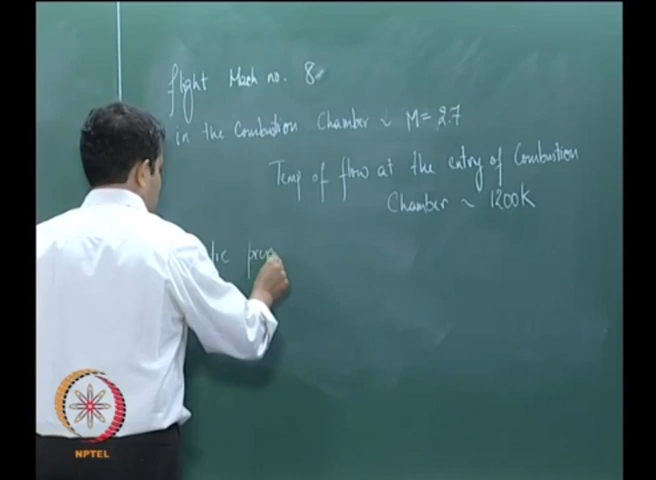 flight Mach no. 8
in the Combustion Chamber ~ M = 2.7
Temp of flow at the entry of Combustion
Chamber ~ 1200K
NPTEL